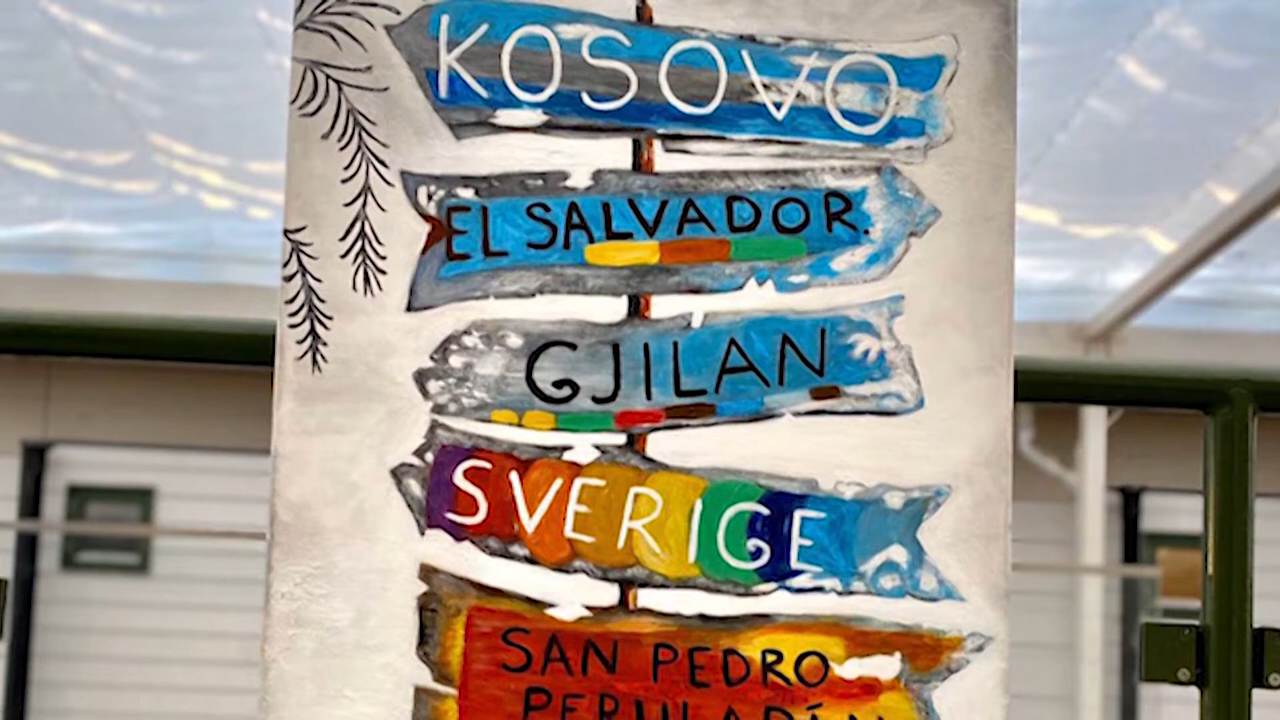 KOSOVO
EL SALVADOR.
GJILAN
SVERIGE
SAN PEDRO
PERULAPÁN